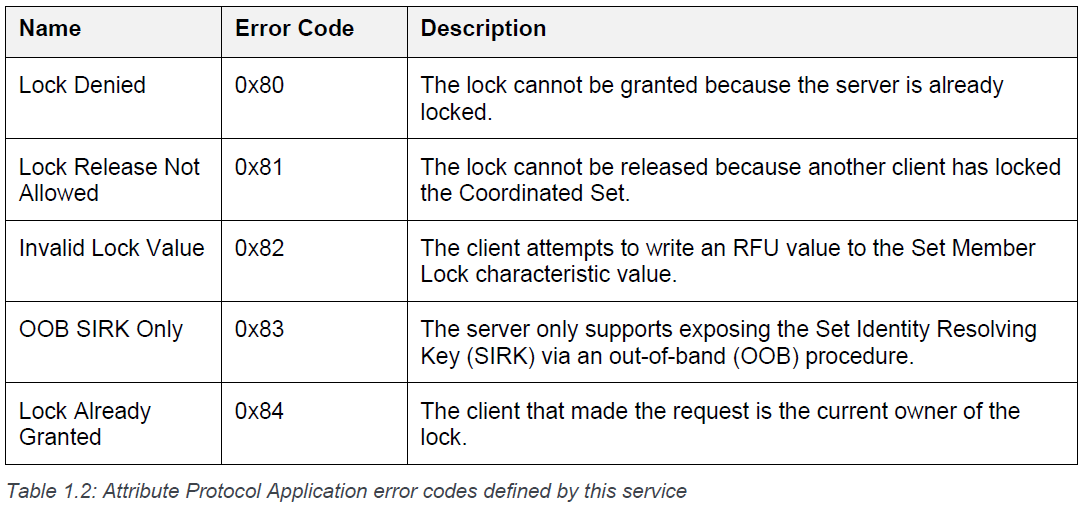 Name Error Code Description
Lock Denied 0x80 The lock cannot be granted because the server is already
locked.
Lock Release Not 0x81 The lock cannot be released because another client has locked
Allowed the Coordinated Set.
Invalid Lock Value 0x82 The client attempts to write an RFU value to the Set Member
Lock characteristic value.
OOB SIRK Only 0x83 The server only supports exposing the Set Identity Resolving
Key (SIRK) via an out-of-band (OOB) procedure.
Lock Already 0x84 The client that made the request is the current owner of the
Granted lock.
Table 1.2: Attribute Protocol Application error codes defined by this service